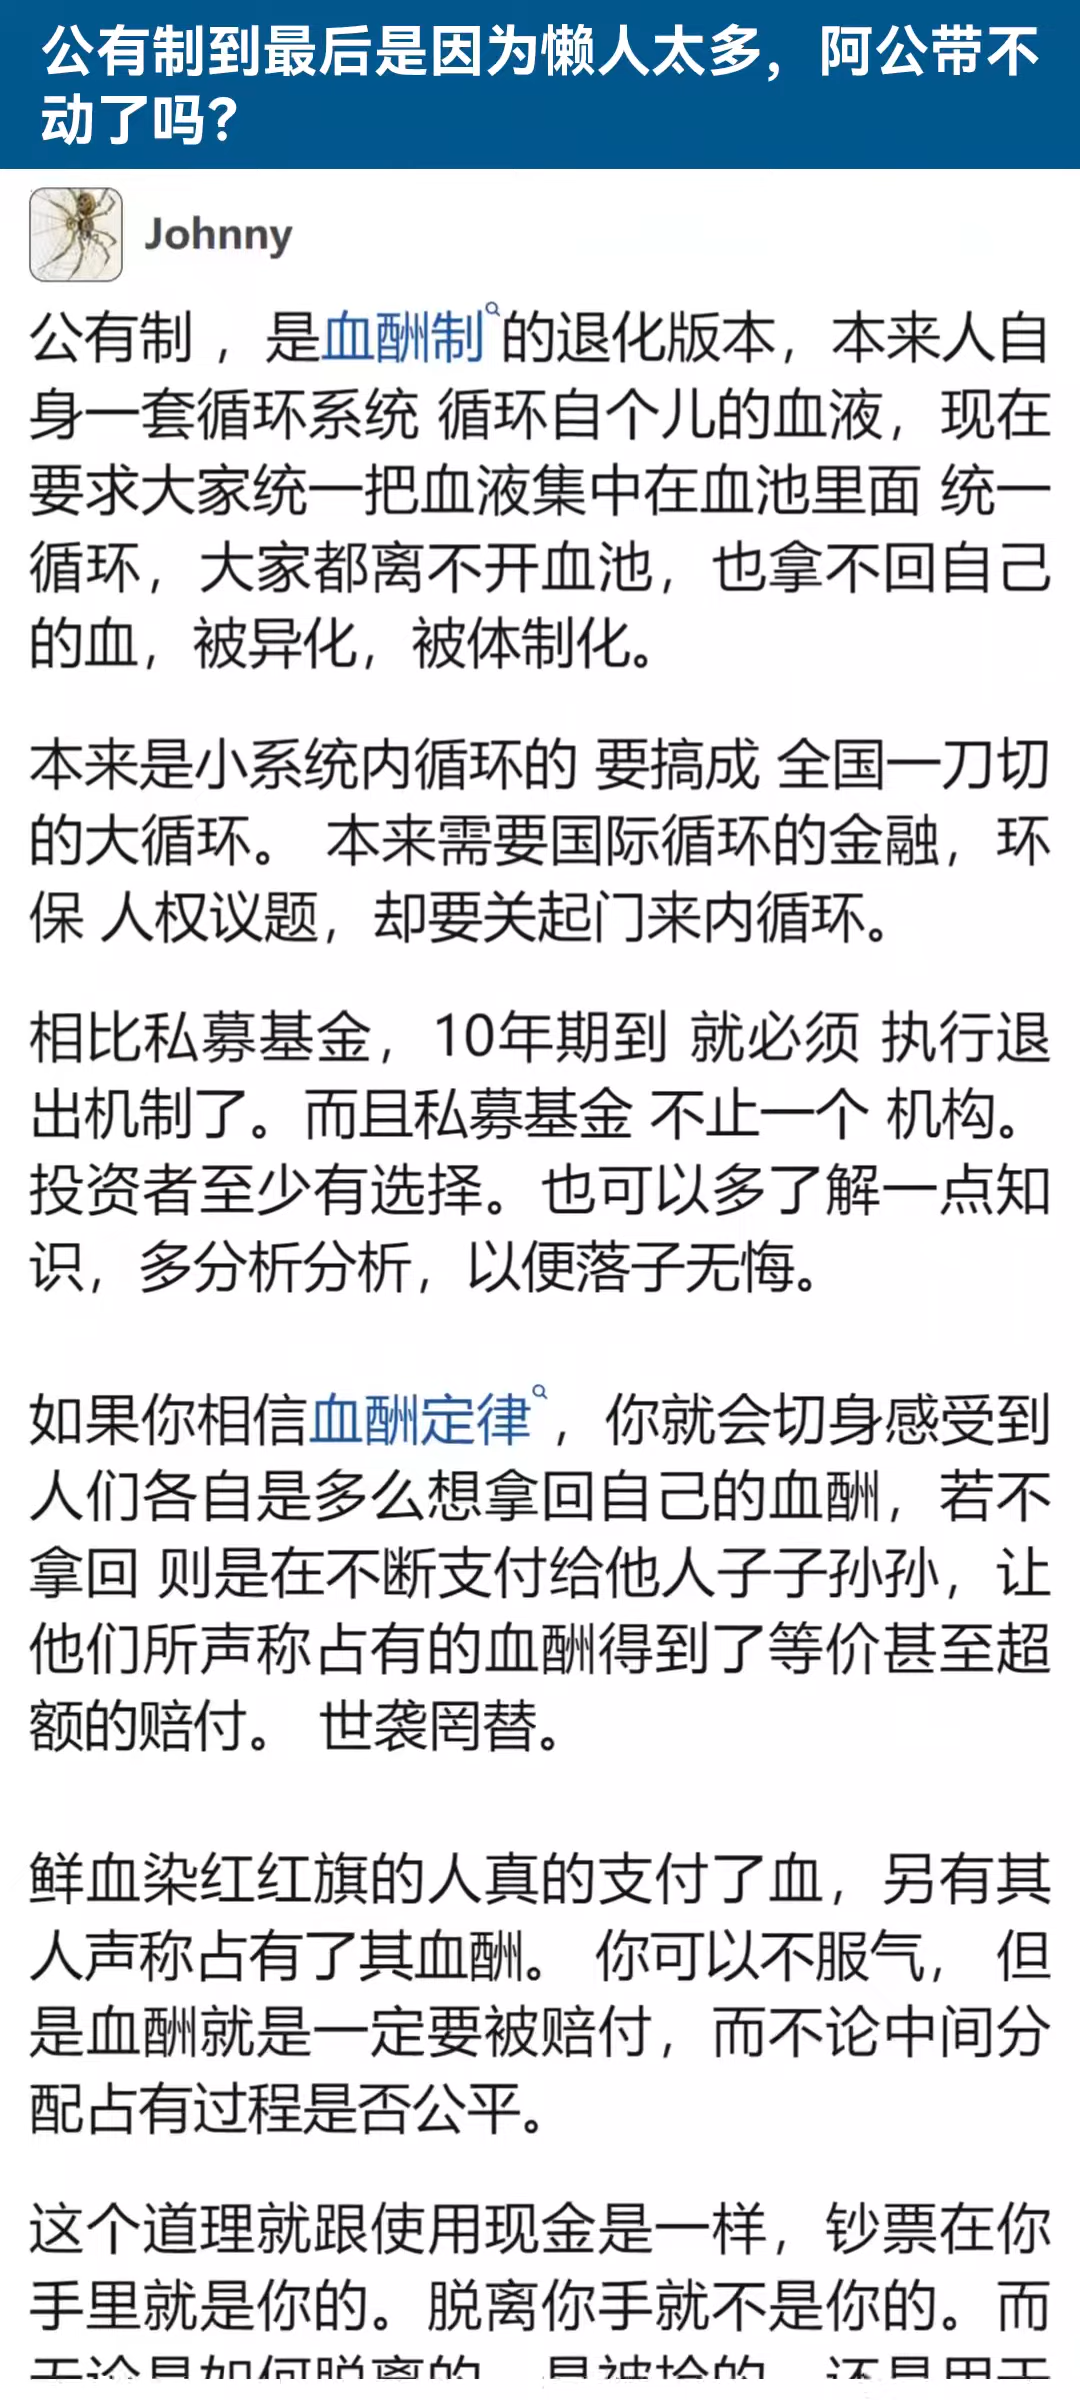 公有制到最后是因为懒人太多，阿公带不
动了吗？
Johnny
公有制 ，是血酬制的退化版本，本来人自
身一套循环系统 循环自个儿的血液，现在
要求大家统一把血液集中在血池里面 统一
循环，大家都离不开血池，也拿不回自己
的血，被异化，被体制化。
本来是小系统内循环的 要搞成 全国一刀切
的大循环。 本来需要国际循环的金融，环
保 人权议题，却要关起门来内循环。
相比私募基金，10年期到 就必须 执行退
出机制了。而且私募基金 不止一个 机构。
投资者至少有选择。也可以多了解一点知
识，多分析分析，以便落子无悔。
如果你相信血酬定律 ，你就会切身感受到
人们各自是多么想拿回自己的血酬，若不
拿回 则是在不断支付给他人子子孙孙，让
他们所声称占有的血酬得到了等价甚至超
额的赔付。 世袭罔替。
鲜血染红红旗的人真的支付了血，另有其
人声称占有了其血酬。 你可以不服气， 但
是血酬就是一定要被赔付，而不论中间分
配占有过程是否公平。
这个道理就跟使用现金是一样，钞票在你
手里就是你的。脱离你手就不是你的。而
无论是如何脱离的，是被抢的，还是用于